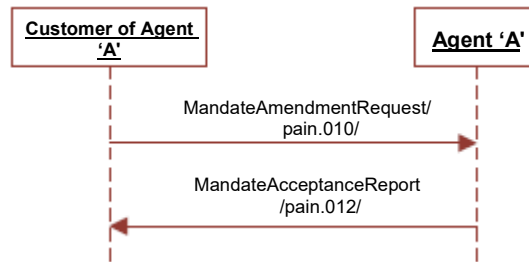 Customer of Agent
‘A'
Agent ‘A'
MandateAmendmentRequest/
pain.010/
MandateAcceptanceReport
/pain.012/